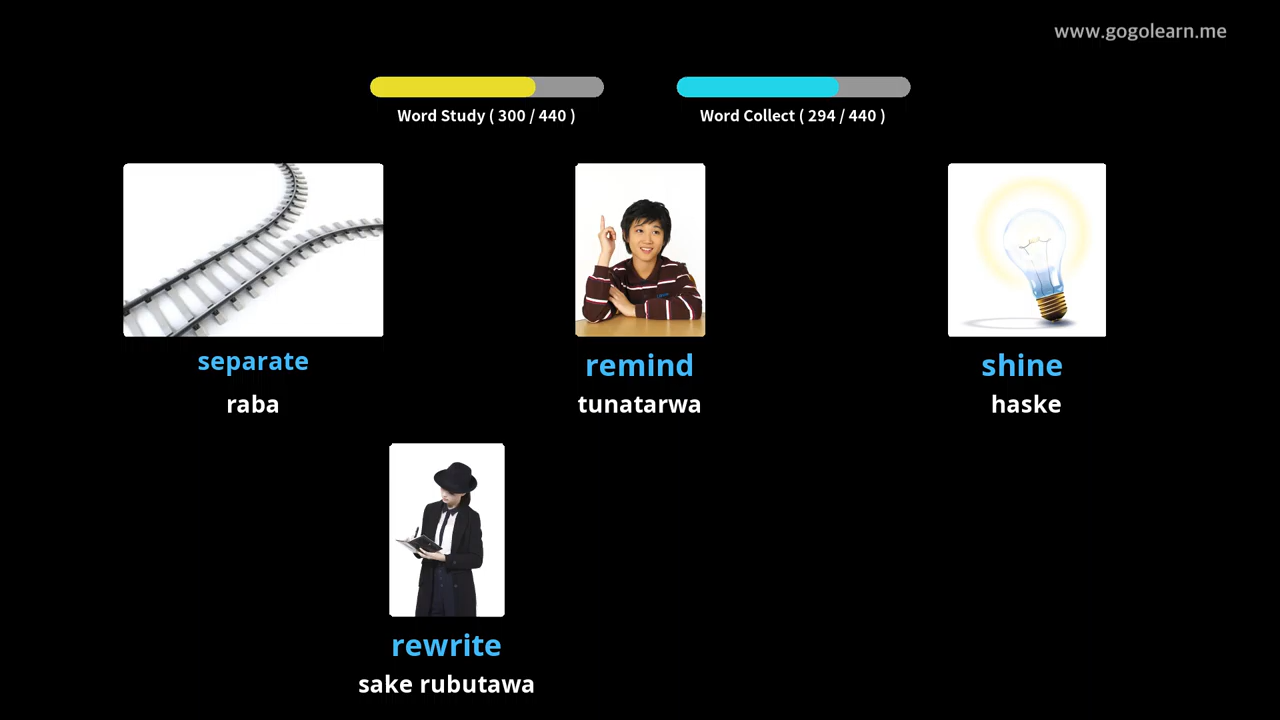 www.gogolearn.me
Word Study ( 300 / 440 )
Word Collect ( 294 / 440 )
separate
raba
remind
tunatarwa
shine
haske
rewrite
sake rubutawa